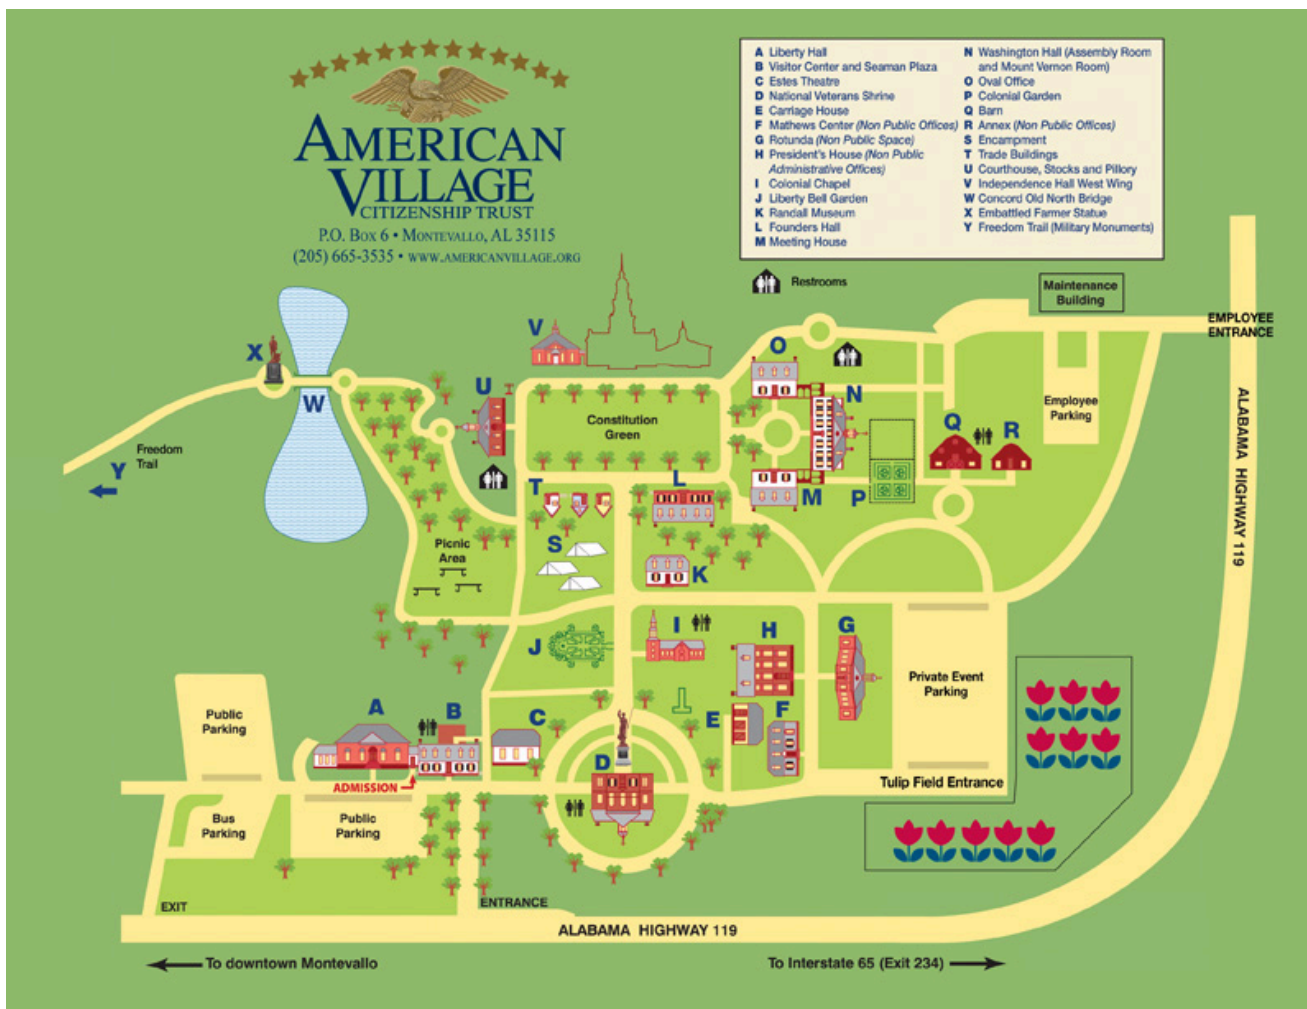 AMERICAN
VILLAGE
CITIZENSHIP TRUST
P.O. BOX 6 • MONTEVALLO, AL 35115
(205) 665-3535 • WWW.AMERICANVILLAGE.ORG
A Liberty Hall
B Visitor Center and Seaman Plaza
C Estes Theatre
D National Veterans Shrine
E Carriage House
F Mathews Center (Non Public Offices)
G Rotunda (Non Public Space)
H President's House (Non Public
Administrative Offices)
I Colonial Chapel
J Liberty Bell Garden
K Randall Museum
L Founders Hall
M Meeting House
N Washington Hall (Assembly Room
and Mount Vernon Room)
O Oval Office
P Colonial Garden
Q Barn
R Annex (Non Public Offices)
S Encampment
T Trade Buildings
U Courthouse, Stocks and Pillory
V Independence Hall West Wing
W Concord Old North Bridge
X Embattled Farmer Statue
Y Freedom Trail (Military Monuments)
Restrooms
Maintenance
Building
EMPLOYEE
ENTRANCE
V
O
X
U
N
W
Constitution
Green
Employee
Parking
ALABAMA HIGHWAY 119
Q
R
Freedom
Trail
Y
T
L
M
P
Picnic
Area
S
K
J
I
H
G
Private Event
Parking
Public
Parking
A
B
C
E
F
D
ADMISSION
Tulip Field Entrance
Bus
Parking
Public
Parking
EXIT
ENTRANCE
ALABAMA HIGHWAY 119
To downtown Montevallo
To Interstate 65 (Exit 234)